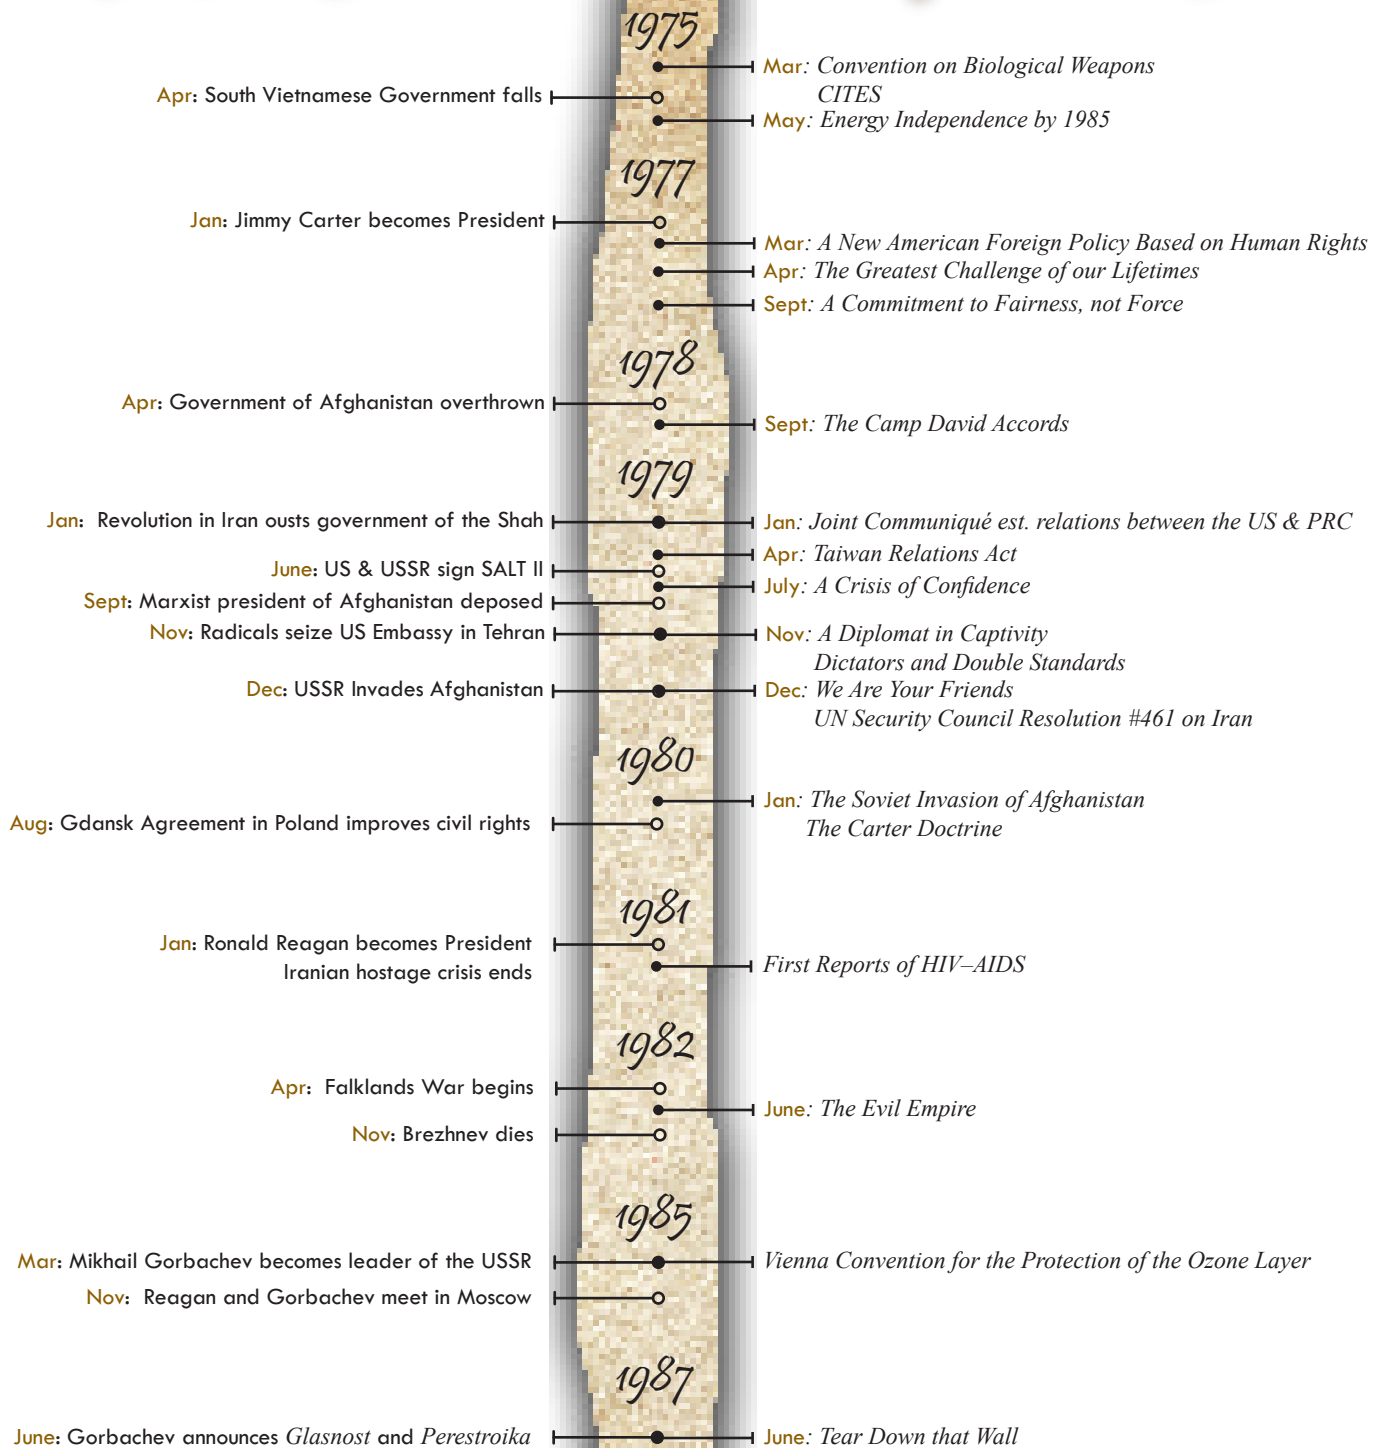 1975
Mar: Convention on Biological Weapons
CITES
Apr: South Vietnamese Government falls
May: Energy Independence by 1985
1977
Jan: Jimmy Carter becomes President
Mar: A New American Foreign Policy Based on Human Rights
Apr: The Greatest Challenge of our Lifetimes
Sept: A Commitment to Fairness, not Force
1978
Apr: Government of Afghanistan overthrown
Sept: The Camp David Accords
1979
Jan: Revolution in Iran ousts government of the Shah
Jan: Joint Communiqué est. relations between the US & PRC
Apr: Taiwan Relations Act
June: US & USSR sign SALT II
July: A Crisis of Confidence
Sept: Marxist president of Afghanistan deposed
Nov: Radicals seize US Embassy in Tehran
Nov: A Diplomat in Captivity
Dictators and Double Standards
Dec: USSR Invades Afghanistan
Dec: We Are Your Friends
UN Security Council Resolution #461 on Iran
1980
Jan: The Soviet Invasion of Afghanistan
The Carter Doctrine
Aug: Gdansk Agreement in Poland improves civil rights
1981
Jan: Ronald Reagan becomes President
Iranian hostage crisis ends
First Reports of HIV–AIDS
1982
Apr: Falklands War begins
June: The Evil Empire
Nov: Brezhnev dies
1985
Mar: Mikhail Gorbachev becomes leader of the USSR
Vienna Convention for the Protection of the Ozone Layer
Nov: Reagan and Gorbachev meet in Moscow
1987
June: Gorbachev announces Glasnost and Perestroika
June: Tear Down that Wall